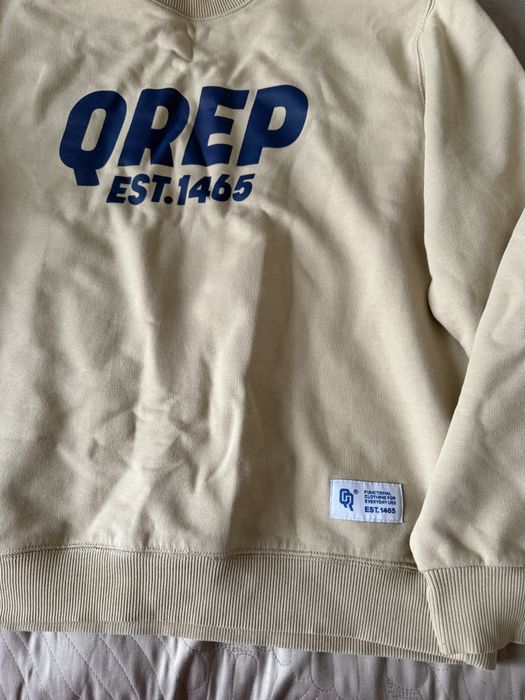 QREP
EST.1465
QR®
FUNCTIONAL
CLOTHING FOR
EVERYDAY USE
EST.1465